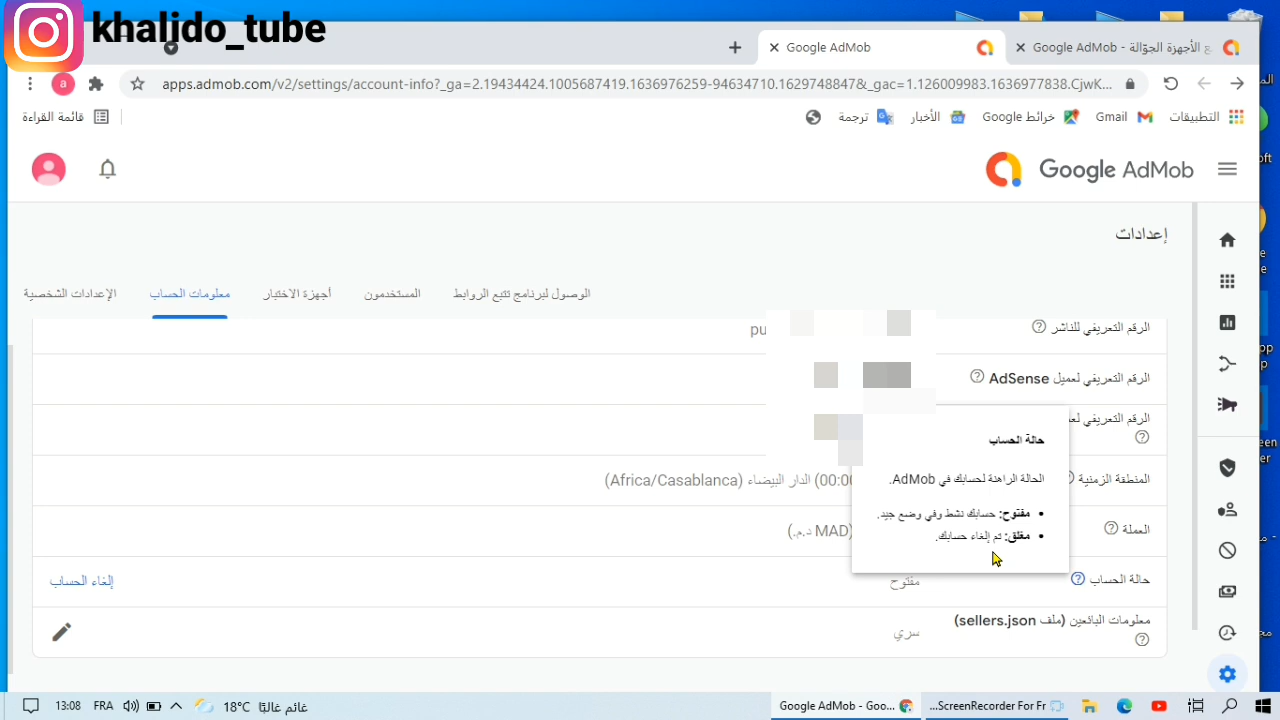 khalido_tube
Google AdMob
Google AdMob - ع الأجهزة الجوّالة
apps.admob.com/v2/settings/account-info?_ga=2.19434424.1005687419.1636976259-94634710.1629748847&_gac=1.126009983.1636977838.CjwK...
التطبيقات
Gmail
خرائط Google
الأخبار
ترجمة
قائمة القراءة
Google AdMob
إعدادات
الوصول لبرنامج تتبع الروابط
المستخدمون
أجهزة الاختبار
معلومات الحساب
الإعدادات الشخصية
الرقم التعريفي للناشر
pu
الرقم التعريفي لعميل AdSense
الرقم التعريفي لعم
حالة الحساب
الحالة الراهنة لحسابك في AdMob.
مفتوح: حسابك نشط وفي وضع جيد.
مغلق: تم إلغاء حسابك.
المنطقة الزمنية
(00:00 الدار البيضاء (Africa/Casablanca)
العملة
(MAD د.م.)
حالة الحساب
مفتوح
إلغاء الحساب
معلومات البائعين (ملف sellers.json)
سري
13:08
FRA
18°C
غائم غالبًا
Google AdMob - Goo...
...ScreenRecorder For Fr